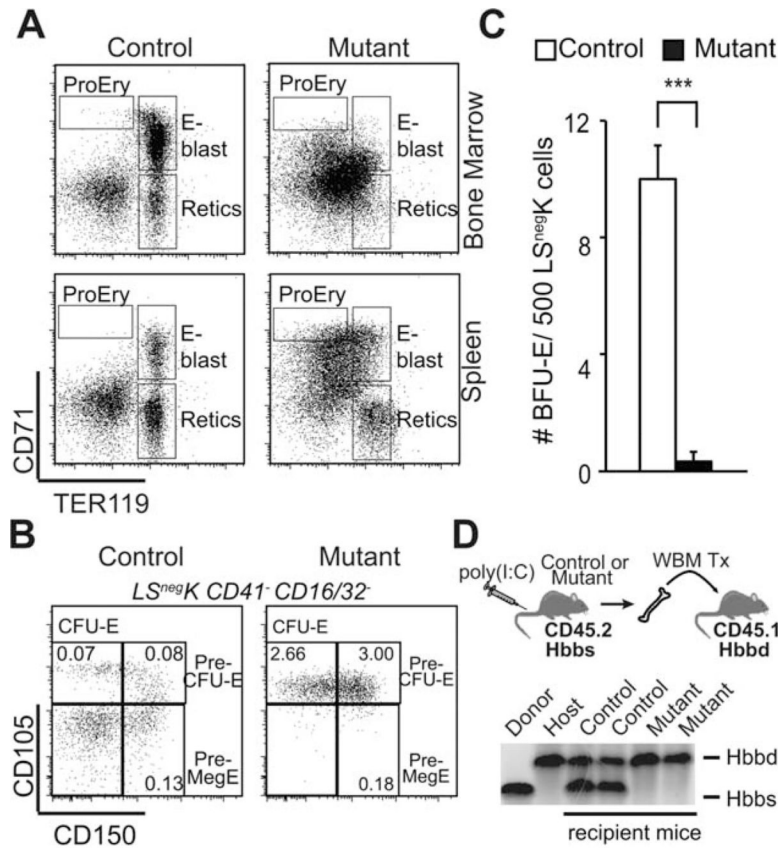 A
Control
Mutant
ProEry
E-
blast
Retics
ProEry
E-
blast
Retics
Bone Marrow
ProEry
E-
blast
Retics
ProEry
E-
blast
Retics
Spleen
CD71
TER119
B
Control
Mutant
LSnegK CD41- CD16/32-
CFU-E
0.07
0.08
Pre-
CFU-E
Pre-
MegE
0.13
CFU-E
2.66
3.00
Pre-
CFU-E
Pre-
MegE
0.18
CD105
CD150
C
Control
Mutant
***
12
8
4
0
# BFU-E/ 500 LSnegK cells
D
poly(I:C)
Control or
Mutant
WBM Tx
CD45.2
Hbbs
CD45.1
Hbbd
Donor
Host
Control
Control
Mutant
Mutant
Hbbd
Hbbs
recipient mice